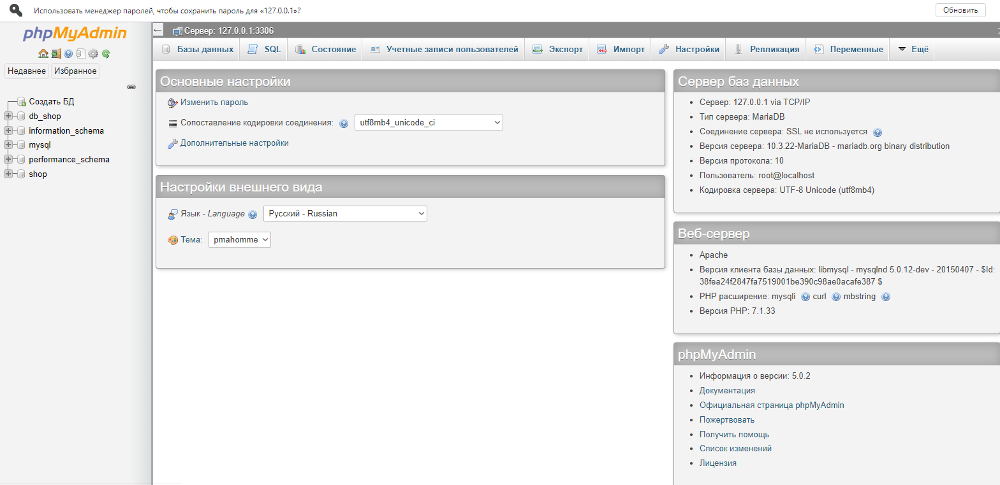 Использовать менеджер паролей, чтобы сохранить пароль для «127.0.0.1»?
Обновить
phpMyAdmin
Недавнее
Избранное
Создать БД
db_shop
information_schema
mysql
performance_schema
shop
Сервер: 127.0.0.1:3306
Базы данных
SQL
Состояние
Учетные записи пользователей
Экспорт
Импорт
Настройки
Репликация
Переменные
Ещё
Основные настройки
Изменить пароль
Сопоставление кодировки соединения:
utf8mb4_unicode_ci
Дополнительные настройки
Настройки внешнего вида
Язык - Language
Русский - Russian
Тема:
pmahomme
Сервер баз данных
Сервер: 127.0.0.1 via TCP/IP
Тип сервера: MariaDB
Соединение сервера: SSL не используется
Версия сервера: 10.3.22-MariaDB - mariadb.org binary distribution
Версия протокола: 10
Пользователь: root@localhost
Кодировка сервера: UTF-8 Unicode (utf8mb4)
Веб-сервер
Apache
Версия клиента базы данных: libmysql - mysqlnd 5.0.12-dev - 20150407 - $Id:
38fea24f2847fa7519001be390c98ae0acafe387 $
PHP расширение: mysqli curl mbstring
Версия PHP: 7.1.33
phpMyAdmin
Информация о версии: 5.0.2
Документация
Официальная страница phpMyAdmin
Пожертвовать
Получить помощь
Список изменений
Лицензия